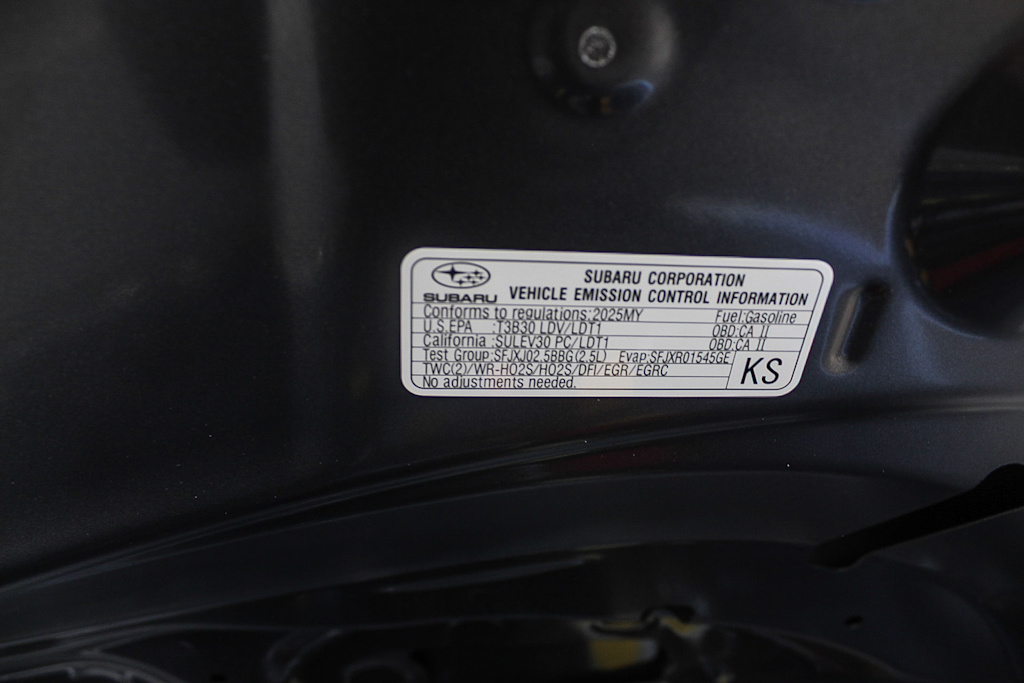 SUBARU
SUBARU CORPORATION
VEHICLE EMISSION CONTROL INFORMATION
Conforms to regulations:2025MY Fuel:Gasoline
U.S.EPA :T3B30 LDV/LDT1 OBD:CA II
California :SULEV30 PC/LDT1 OBD:CA II
Test Group:SFJXJ02.5BBG(2.5L) Evap:SFJXR01545GE
TWC(2)/WR-HO2S/HO2S/DFI/EGR/EGRC
No adjustments needed.
KS